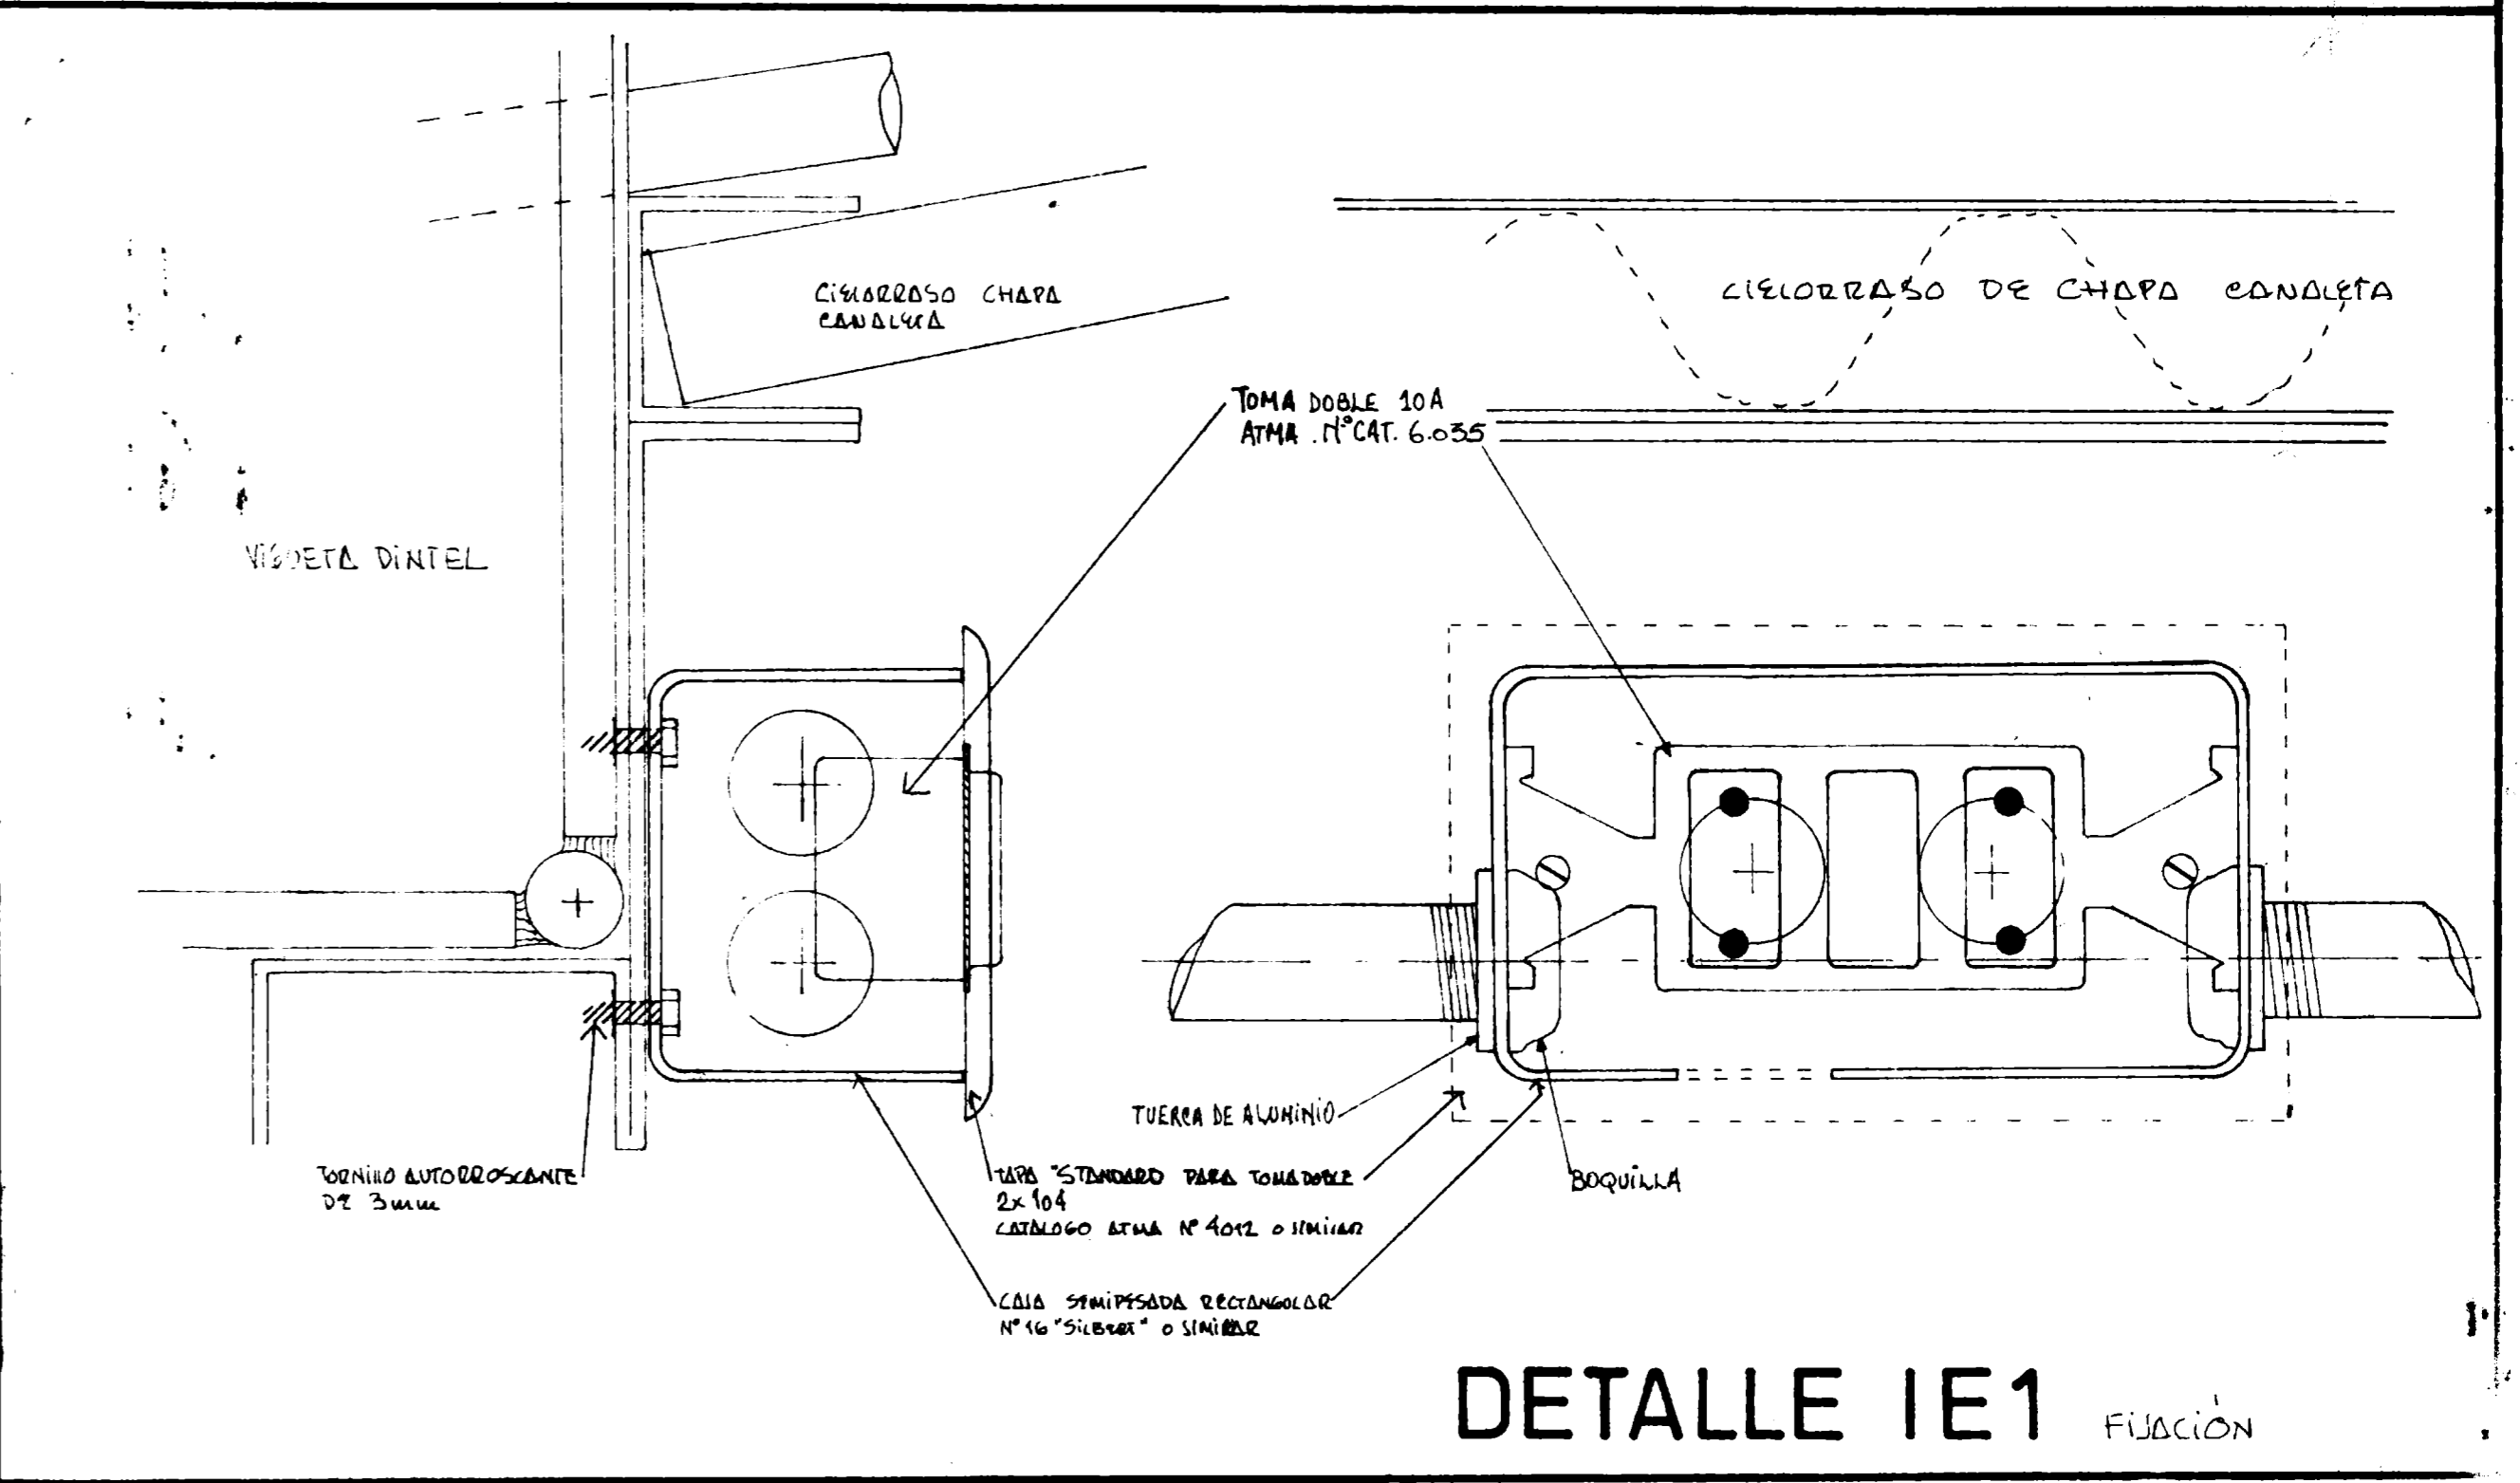 CIELORRASO CHAPA
CANALETA
CIELORRASO DE CHAPA CANALETA
TOMA DOBLE 10A
ATMA . N° CAT. 6.035
VIGUETA DINTEL
TUERCA DE ALUMINIO
TORNILLO AUTORROSCANTE
DE 3mm
TAPA "STANDARD PARA TOMA DOBLE
2x10A
CATALOGO ATMA N° 4012 O SIMILAR
BOQUILLA
CAJA SEMIPESADA RECTANGULAR
N° 16 "SILBERT" O SIMILAR
DETALLE IE1 FIJACIÓN